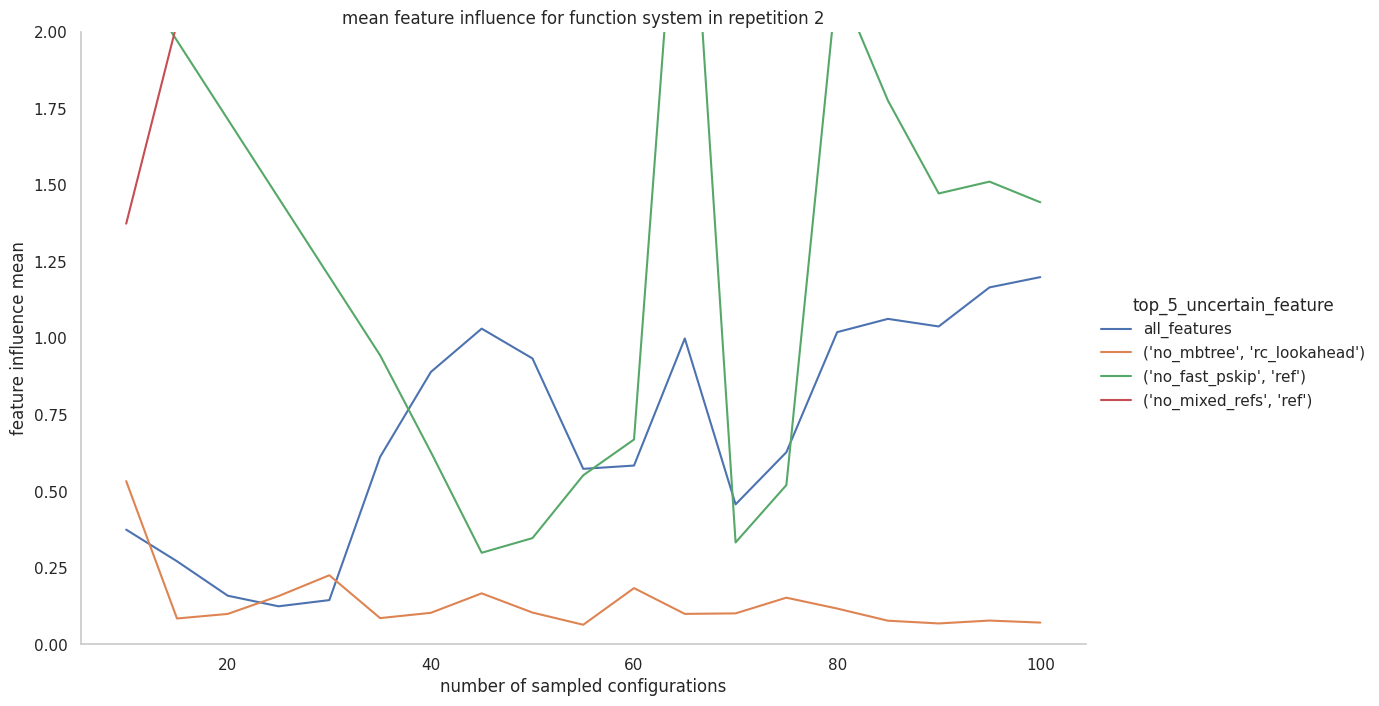 mean feature influence for function system in repetition 2
2.00
1.75
1.50
1.25
1.00
0.75
0.50
0.25
0.00
feature influence mean
20
40
60
80
100
number of sampled configurations
top_5_uncertain_feature
all_features
('no_mbtree', 'rc_lookahead')
('no_fast_pskip', 'ref')
('no_mixed_refs', 'ref')